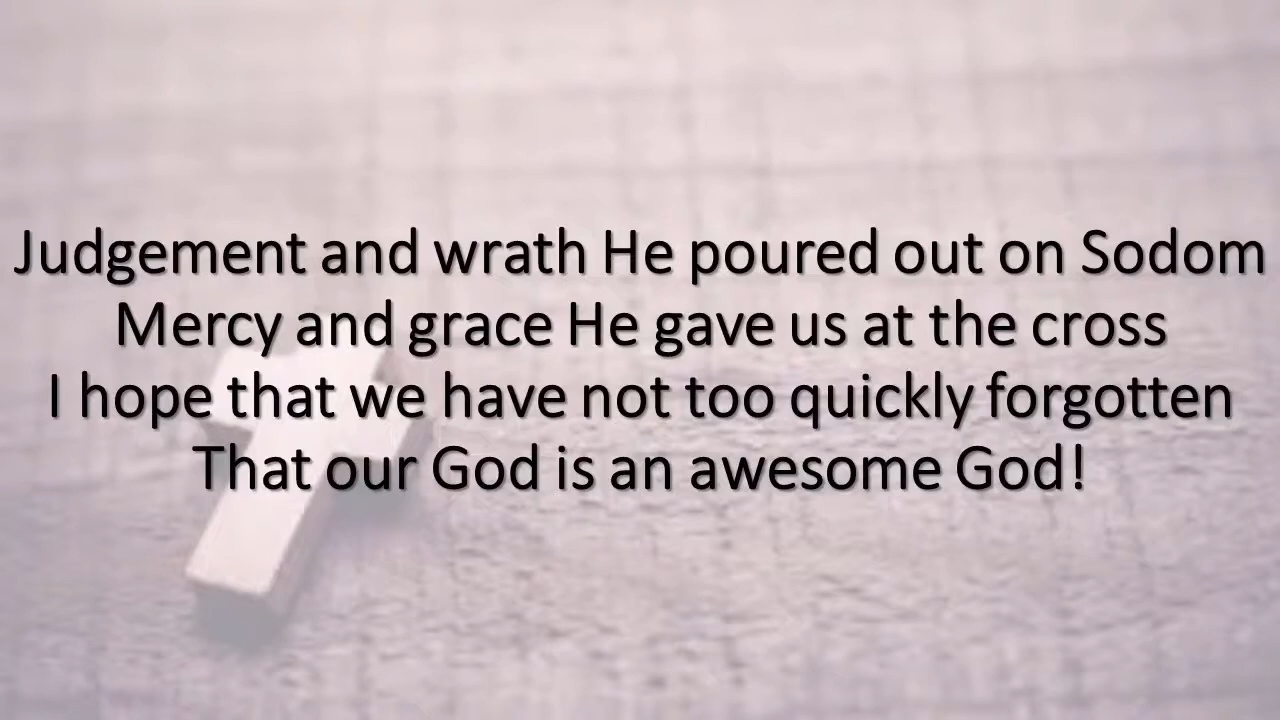 Judgement and wrath He poured out on Sodom
Mercy and grace He gave us at the cross
I hope that we have not too quickly forgotten
That our God is an awesome God!